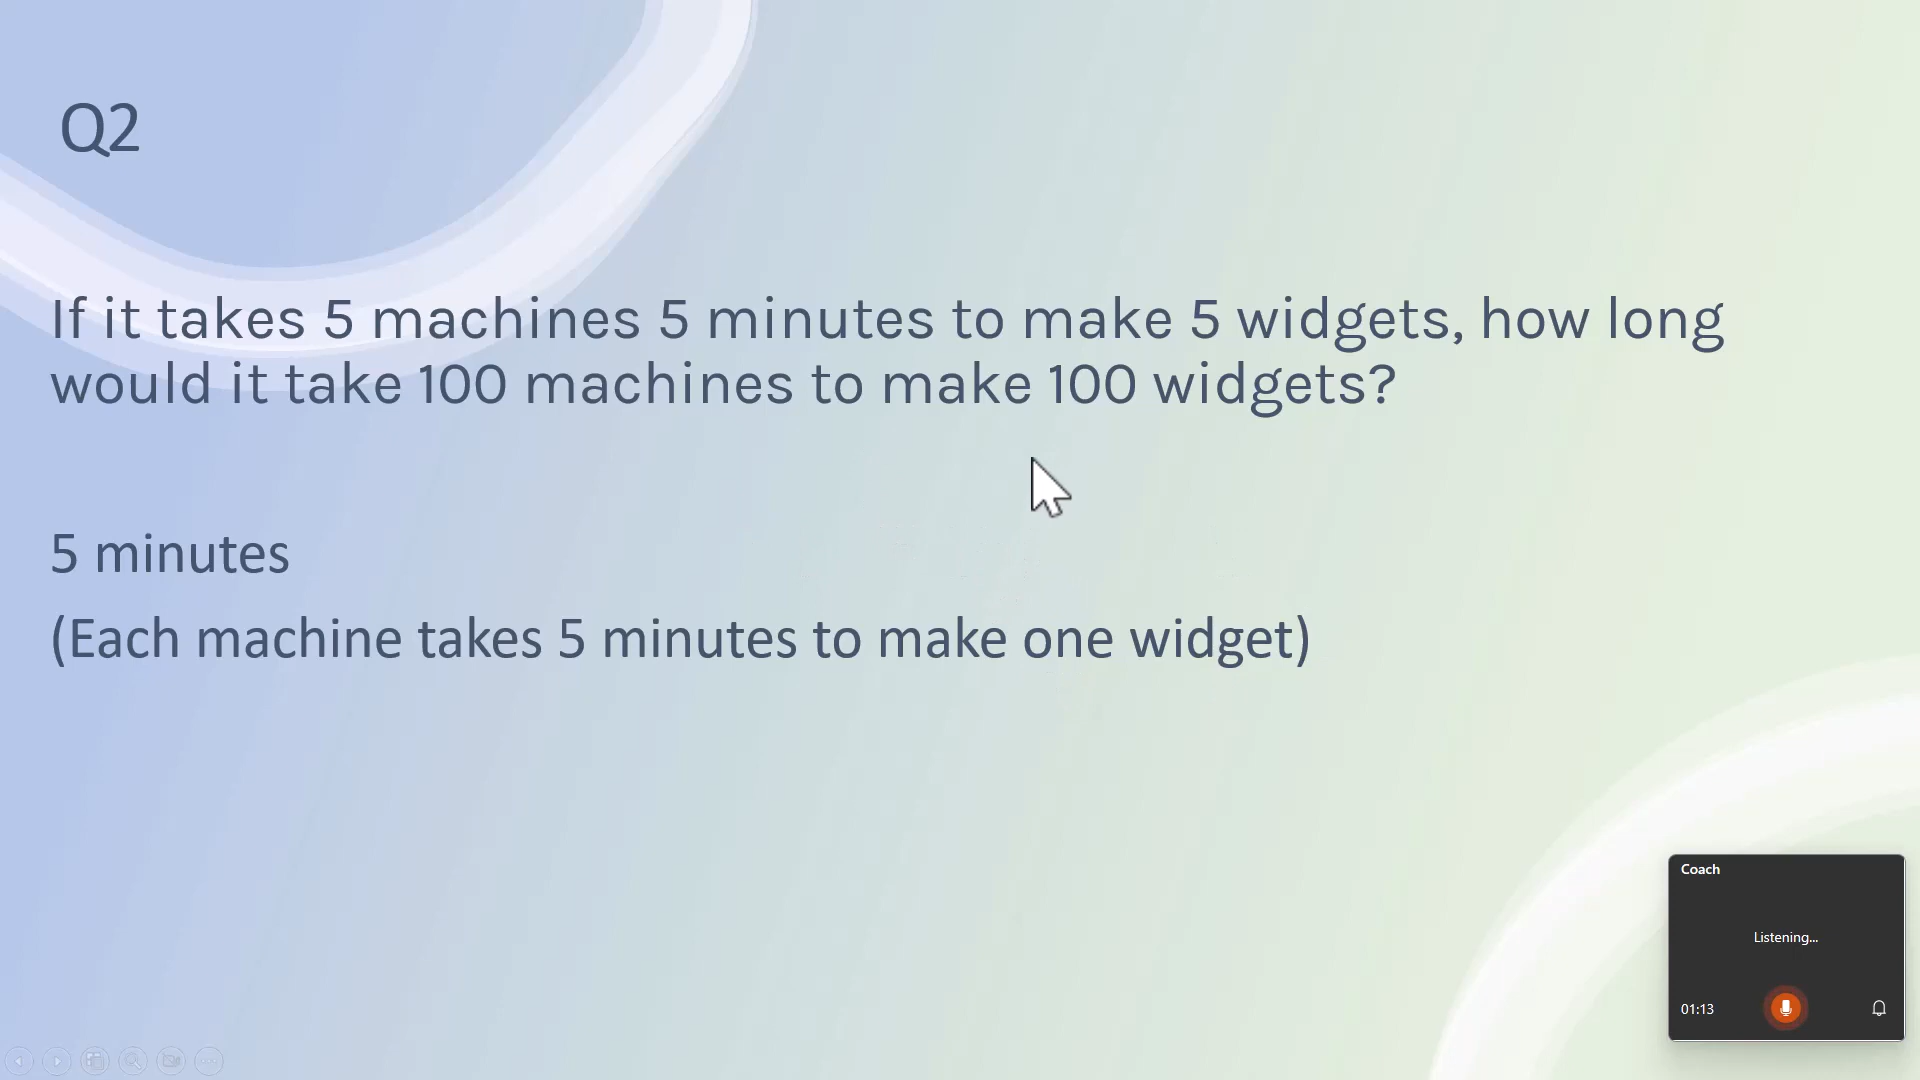 Q2
If it takes 5 machines 5 minutes to make 5 widgets, how long
would it take 100 machines to make 100 widgets?
5 minutes
(Each machine takes 5 minutes to make one widget)
Coach
Listening...
01:13